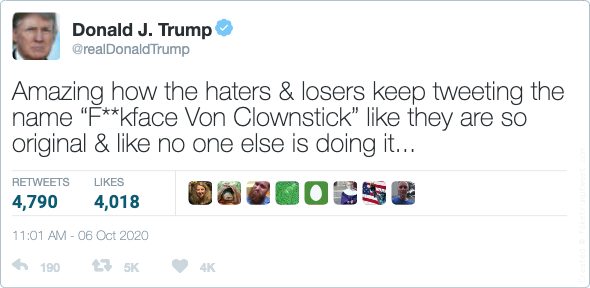 Donald J. Trump
@realDonaldTrump
Amazing how the haters & losers keep tweeting the
name “F**kface Von Clownstick” like they are so
original & like no one else is doing it...
RETWEETS LIKES
4,790 4,018
11:01 AM - 06 Oct 2020
190 5K 4K